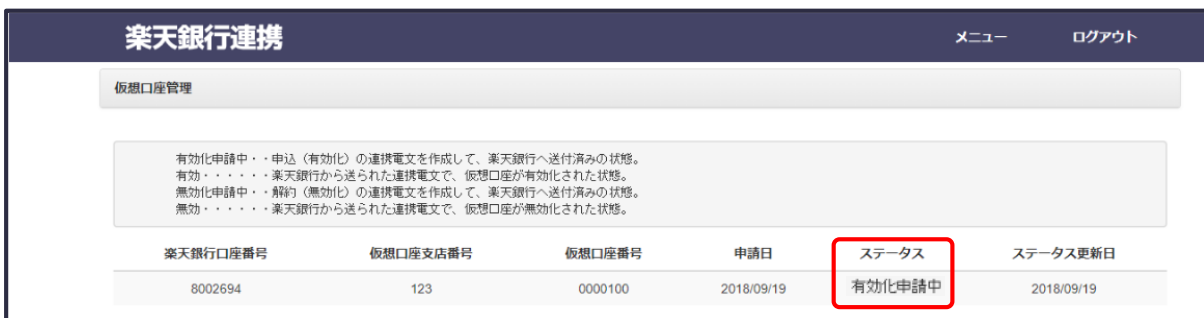 楽天銀行連携 メニュー ログアウト
仮想口座管理
有効化申請中・・申込（有効化）の連携電文を作成して、楽天銀行へ送付済みの状態。
有効・・・・・・楽天銀行から送られた連携電文で、仮想口座が有効化された状態。
無効化申請中・・解約（無効化）の連携電文を作成して、楽天銀行へ送付済みの状態。
無効・・・・・・楽天銀行から送られた連携電文で、仮想口座が無効化された状態。
楽天銀行口座番号 仮想口座支店番号 仮想口座番号 申請日 ステータス ステータス更新日
8002694 123 0000100 2018/09/19 有効化申請中 2018/09/19